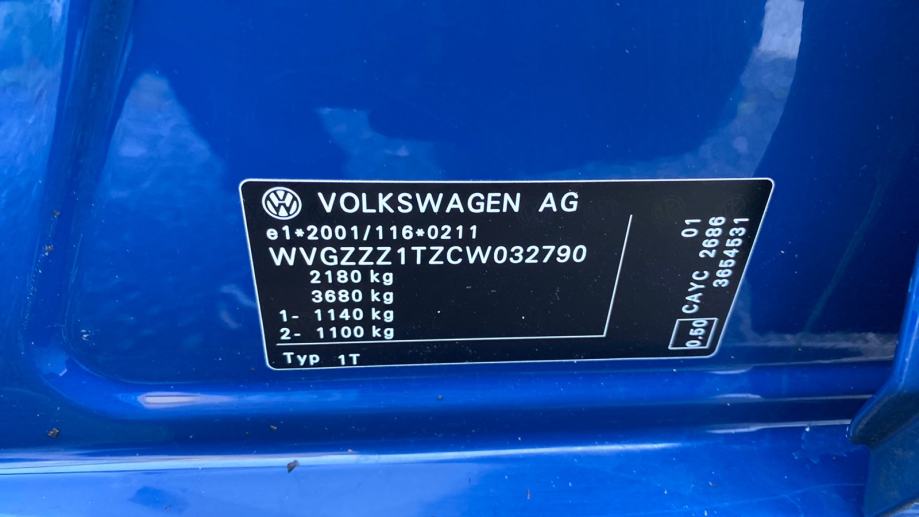 VOLKSWAGEN AG
e1*2001/116*0211
WVGZZZ1TZCW032790
2180 kg
3680 kg
1- 1140 kg
2- 1100 kg
Typ 1T
01
CAYC 2686
3654531
0.50